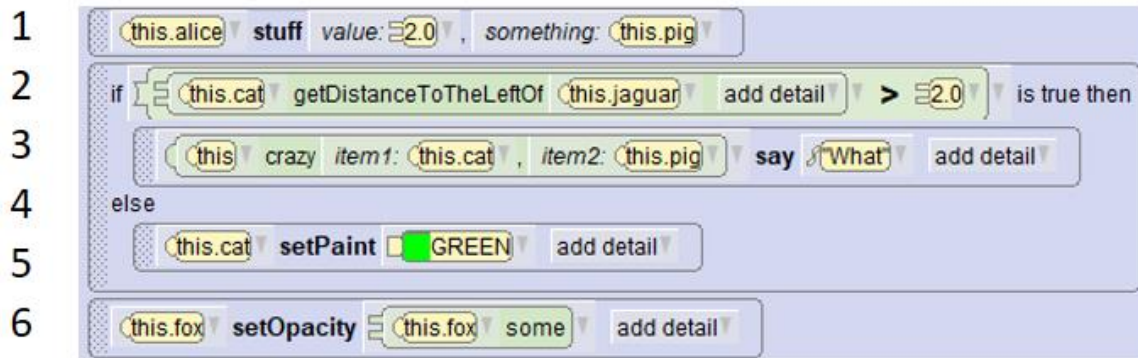 1 this.alice stuff value: 2.0 , something: this.pig
2 if this.cat getDistanceToTheLeftOf this.jaguar add detail > 2.0 is true then
3 this crazy item1: this.cat , item2: this.pig say "What" add detail
4 else
5 this.cat setPaint GREEN add detail
6 this.fox setOpacity this.fox some add detail